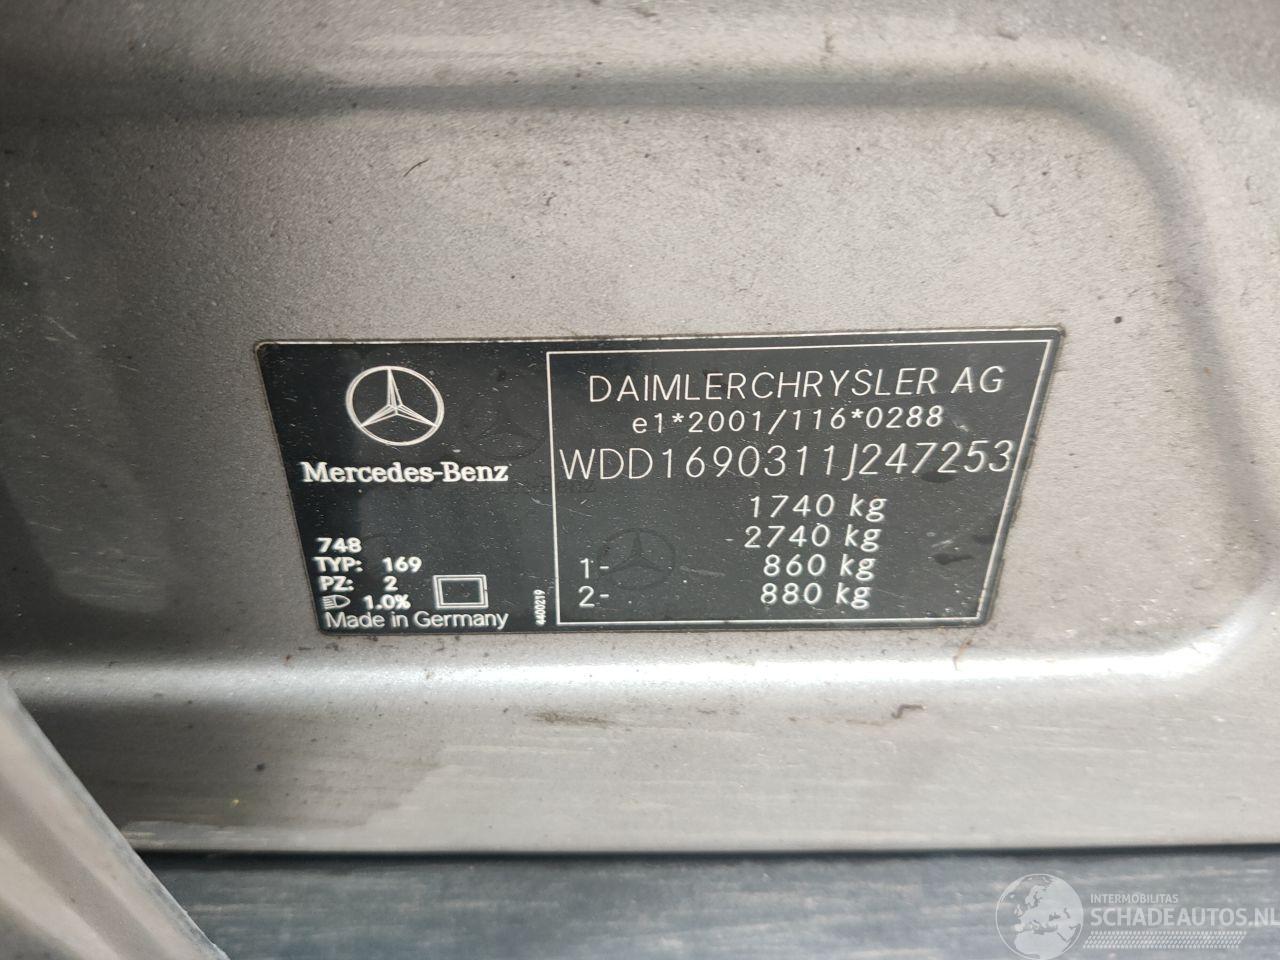 Mercedes-Benz
748
TYP: 169
PZ: 2
1.0%
Made in Germany
4400219
DAIMLERCHRYSLER AG
e1*2001/116*0288
WDD1690311J247253
1740 kg
2740 kg
1- 860 kg
2- 880 kg
INTERMOBILITAS
SCHADEAUTOS.NL